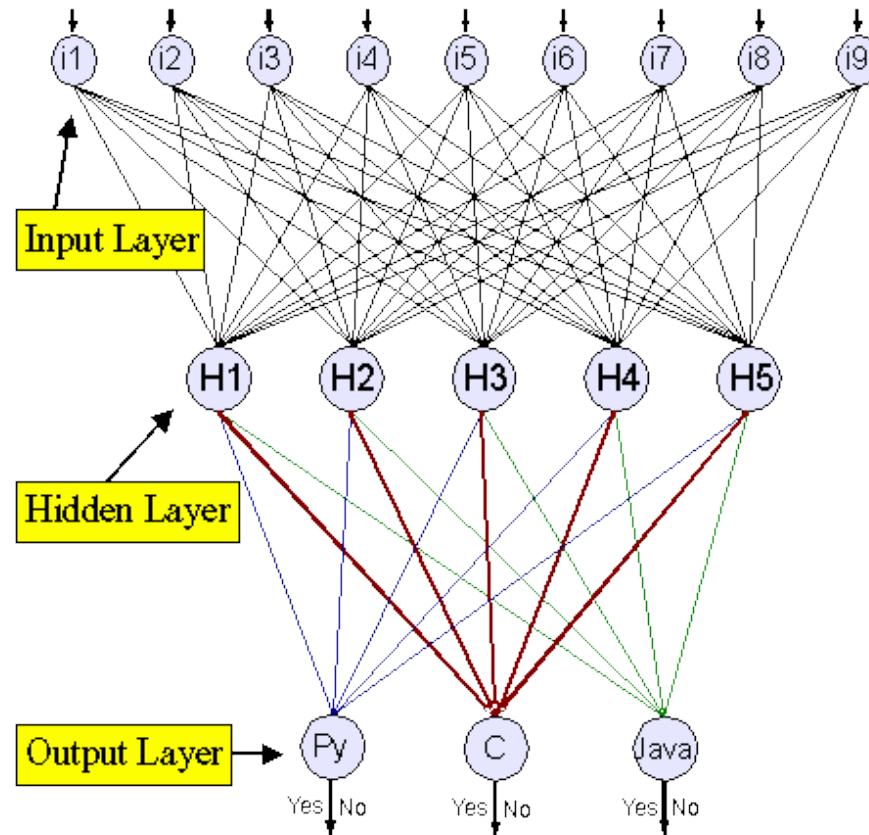 i1 i2 i3 i4 i5 i6 i7 i8 i9
Input Layer
H1 H2 H3 H4 H5
Hidden Layer
Output Layer
Py C Java
Yes No Yes No Yes No